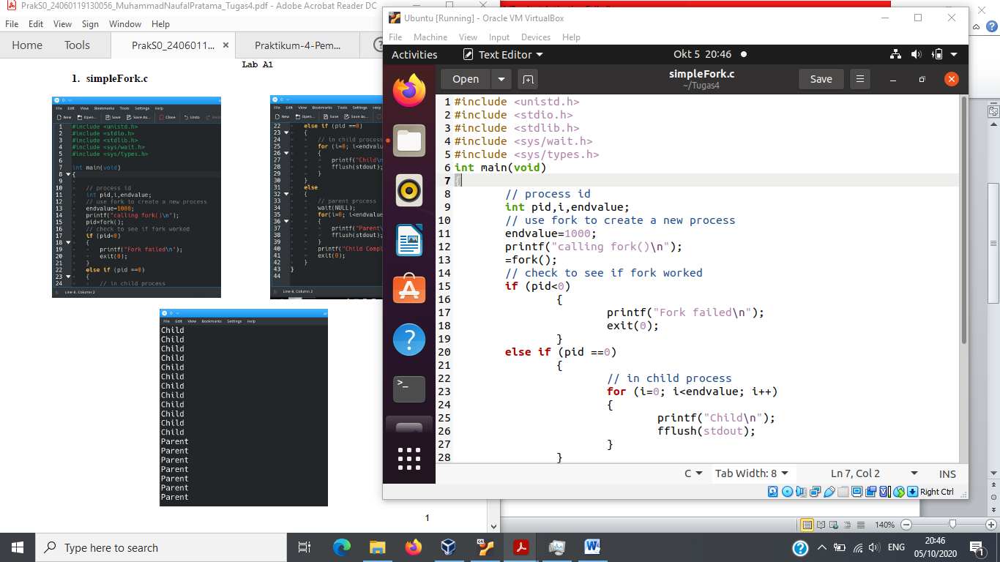 PrakS0_24060119130056_MuhammadNaufalPratama_Tugas4.pdf - Adobe Acrobat Reader DC
File Edit View Sign Window Help
Home Tools PrakS0_2406011... × Praktikum-4-Pem...
Lab A1
1. simpleFork.c
File Edit View Bookmarks Tools Settings Help
New Open... Save Save As... Close Undo
1 #include <unistd.h>
2 #include <stdio.h>
3 #include <stdlib.h>
4 #include <sys/wait.h>
5 #include <sys/types.h>
6
7 int main(void)
8 {
9
10 // process id
11 int pid,i,endvalue;
12 // use fork to create a new process
13 endvalue=1000;
14 printf("calling fork()\n");
15 pid=fork();
16 // check to see if fork worked
17 if (pid<0)
18 {
19 printf("Fork failed\n");
20 exit(0);
21 }
22 else if (pid ==0)
23 {
24 // in child process
Line 8, Column 2
File Edit View Bookmarks Tools Settings Help
New Open... Save Save As...
22 else if (pid ==0)
23 {
24 // in child process
25 for (i=0; i<endvalue
26 {
27 printf("Child\n
28 fflush(stdout);
29 }
30 }
31 else
32 {
33 // parent process
34 wait(NULL);
35 for(i=0; i<endvalue
36 {
37 printf("Parent\
38 fflush(stdout);
39 }
40 printf("Child Compl
41 exit(0);
42 }
43 }
44
Line 8, Column 2
File Edit View Bookmarks Settings Help
Child
Child
Child
Child
Child
Child
Child
Child
Child
Child
Child
Child
Parent
Parent
Parent
Parent
Parent
Parent
Parent
1
Ubuntu [Running] - Oracle VM VirtualBox
File Machine View Input Devices Help
Activities Text Editor Okt 5 20:46
Open simpleFork.c Save
~/Tugas4
1 #include <unistd.h>
2 #include <stdio.h>
3 #include <stdlib.h>
4 #include <sys/wait.h>
5 #include <sys/types.h>
6 int main(void)
7 {
8 // process id
9 int pid,i,endvalue;
10 // use fork to create a new process
11 endvalue=1000;
12 printf("calling fork()\n");
13 =fork();
14 // check to see if fork worked
15 if (pid<0)
16 {
17 printf("Fork failed\n");
18 exit(0);
19 }
20 else if (pid ==0)
21 {
22 // in child process
23 for (i=0; i<endvalue; i++)
24 {
25 printf("Child\n");
26 fflush(stdout);
27 }
28 }
C Tab Width: 8 Ln 7, Col 2 INS
Right Ctrl
140%
Type here to search
ENG
20:46
05/10/2020
1